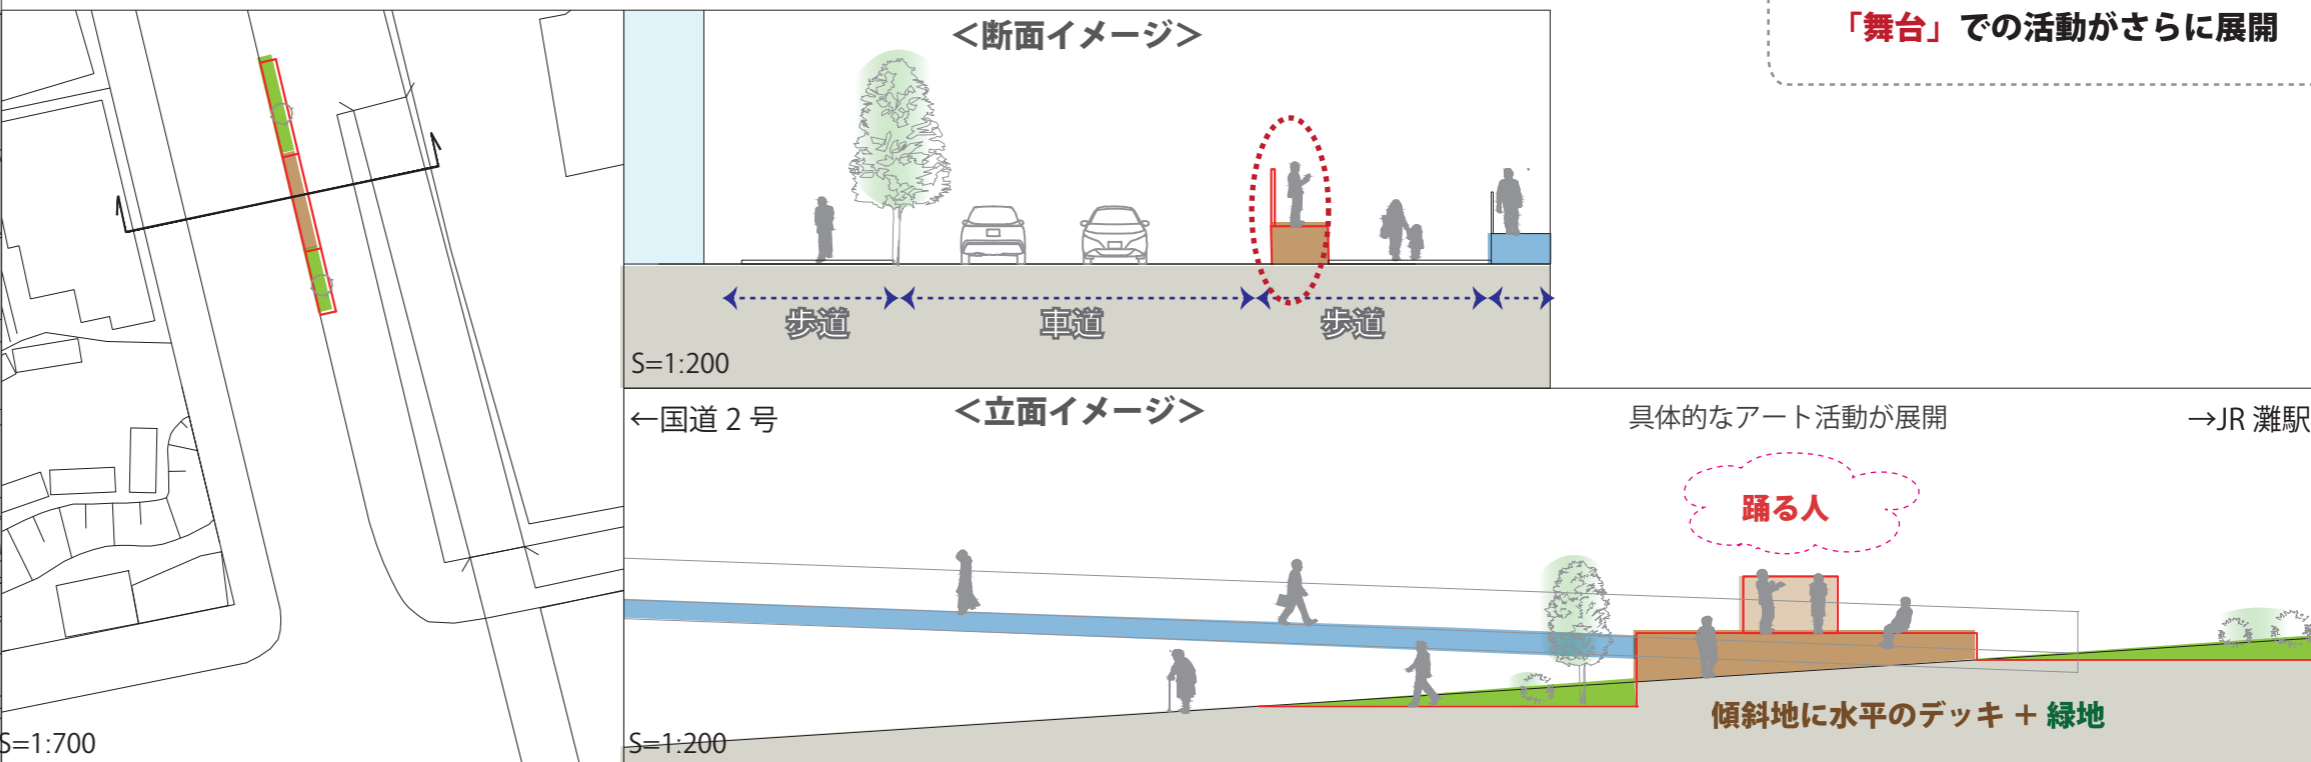 「舞台」での活動がさらに展開
＜断面イメージ＞
歩道
車道
歩道
S=1:200
←国道 2 号
＜立面イメージ＞
具体的なアート活動が展開
→JR 灘駅
踊る人
傾斜地に水平のデッキ + 緑地
S=1:700
S=1:200